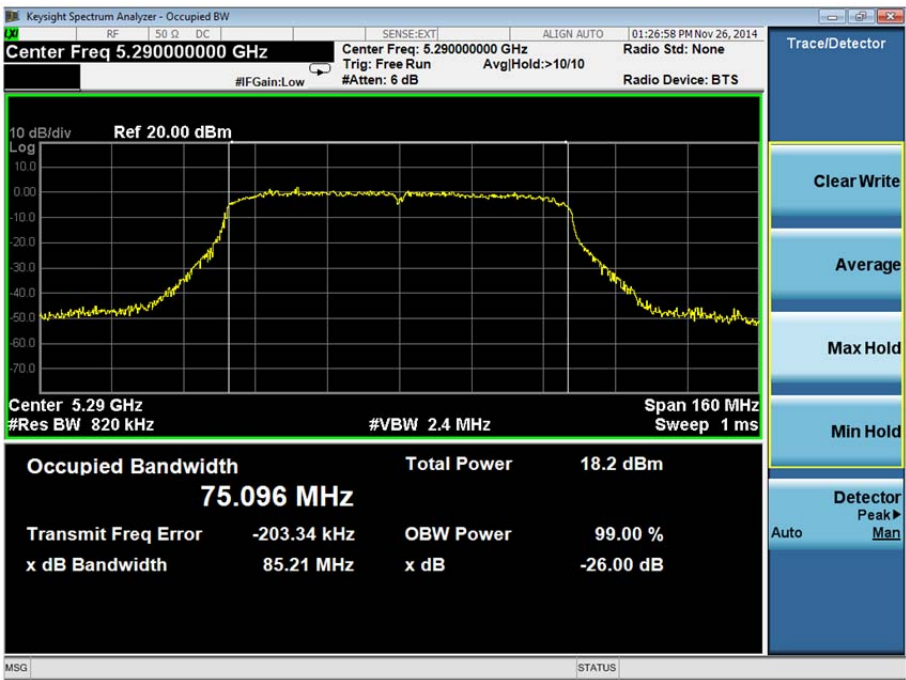 Keysight Spectrum Analyzer - Occupied BW
LXI RF 50 Ω DC SENSE:EXT ALIGN AUTO 01:26:58 PM Nov 26, 2014
Center Freq 5.290000000 GHz
Center Freq: 5.290000000 GHz Radio Std: None
Trig: Free Run Avg|Hold:>10/10
#IFGain:Low #Atten: 6 dB Radio Device: BTS
10 dB/div Ref 20.00 dBm
Log
10.0
0.00
-10.0
-20.0
-30.0
-40.0
-50.0
-60.0
-70.0
Center 5.29 GHz Span 160 MHz
#Res BW 820 kHz #VBW 2.4 MHz Sweep 1 ms
Occupied Bandwidth Total Power 18.2 dBm
75.096 MHz
Transmit Freq Error -203.34 kHz OBW Power 99.00 %
x dB Bandwidth 85.21 MHz x dB -26.00 dB
MSG STATUS
Trace/Detector
Clear Write
Average
Max Hold
Min Hold
Detector
Peak▶
Auto Man